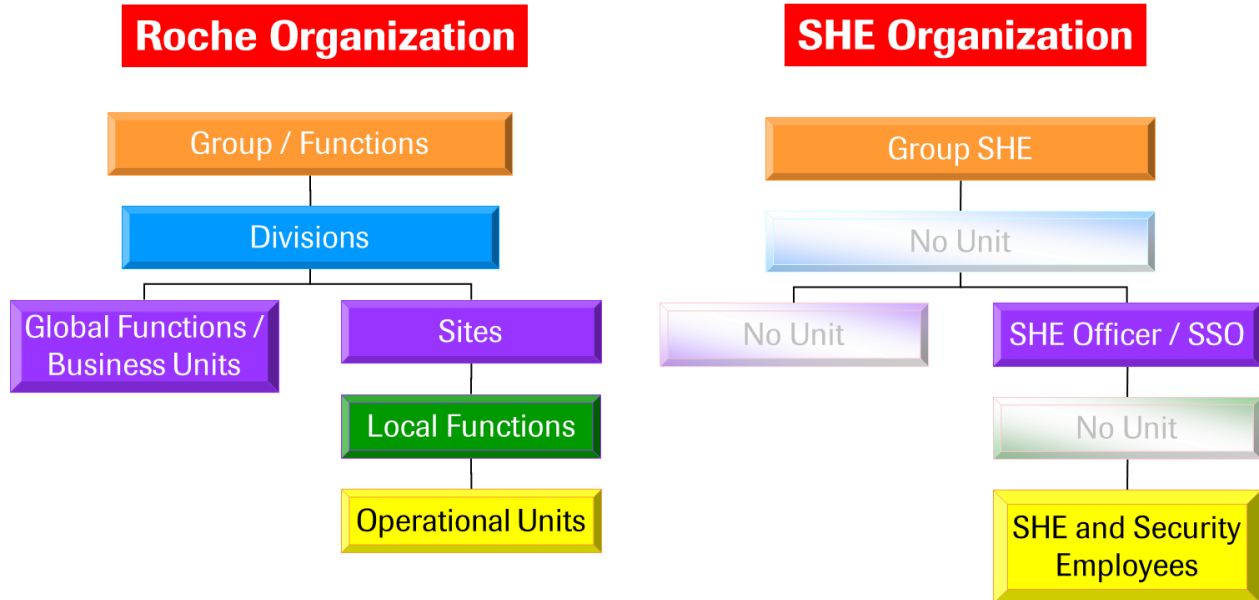 Roche Organization
Group / Functions
Divisions
Global Functions /
Business Units
Sites
Local Functions
Operational Units
SHE Organization
Group SHE
No Unit
No Unit
SHE Officer / SSO
No Unit
SHE and Security
Employees